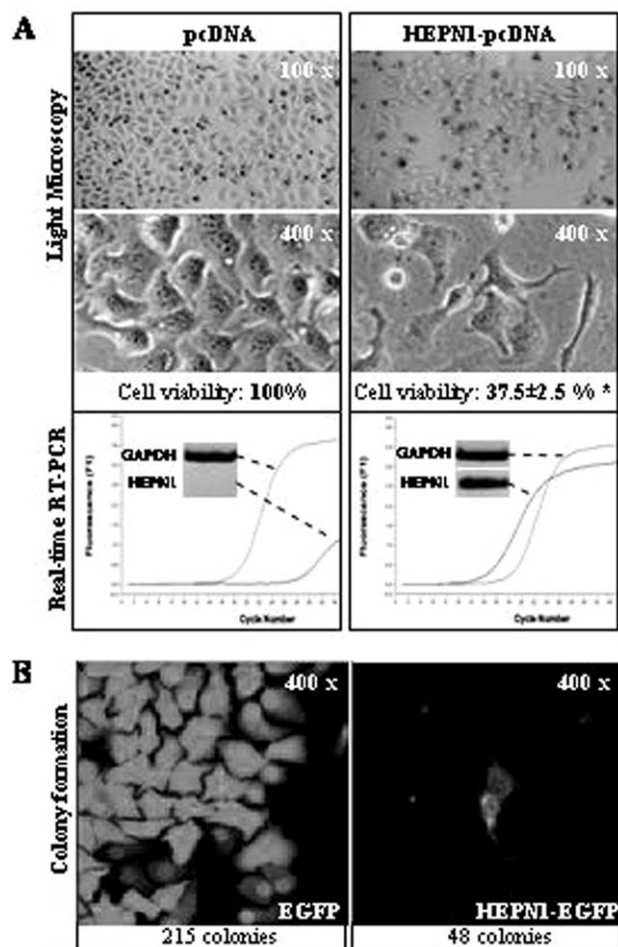 A
pcDNA
HEPN1-pcDNA
Light Microscopy
100 x
100 x
400 x
400 x
Cell viability: 100%
Cell viability: 37.5±2.5 % *
Real-time RT-PCR
Fluorescence (F1)
GAPDH
HEPN1
Cycle Number
Fluorescence (F1)
GAPDH
HEPN1
Cycle Number
B
Colony formation
400 x
400 x
EGFP
HEPN1-EGFP
215 colonies
48 colonies